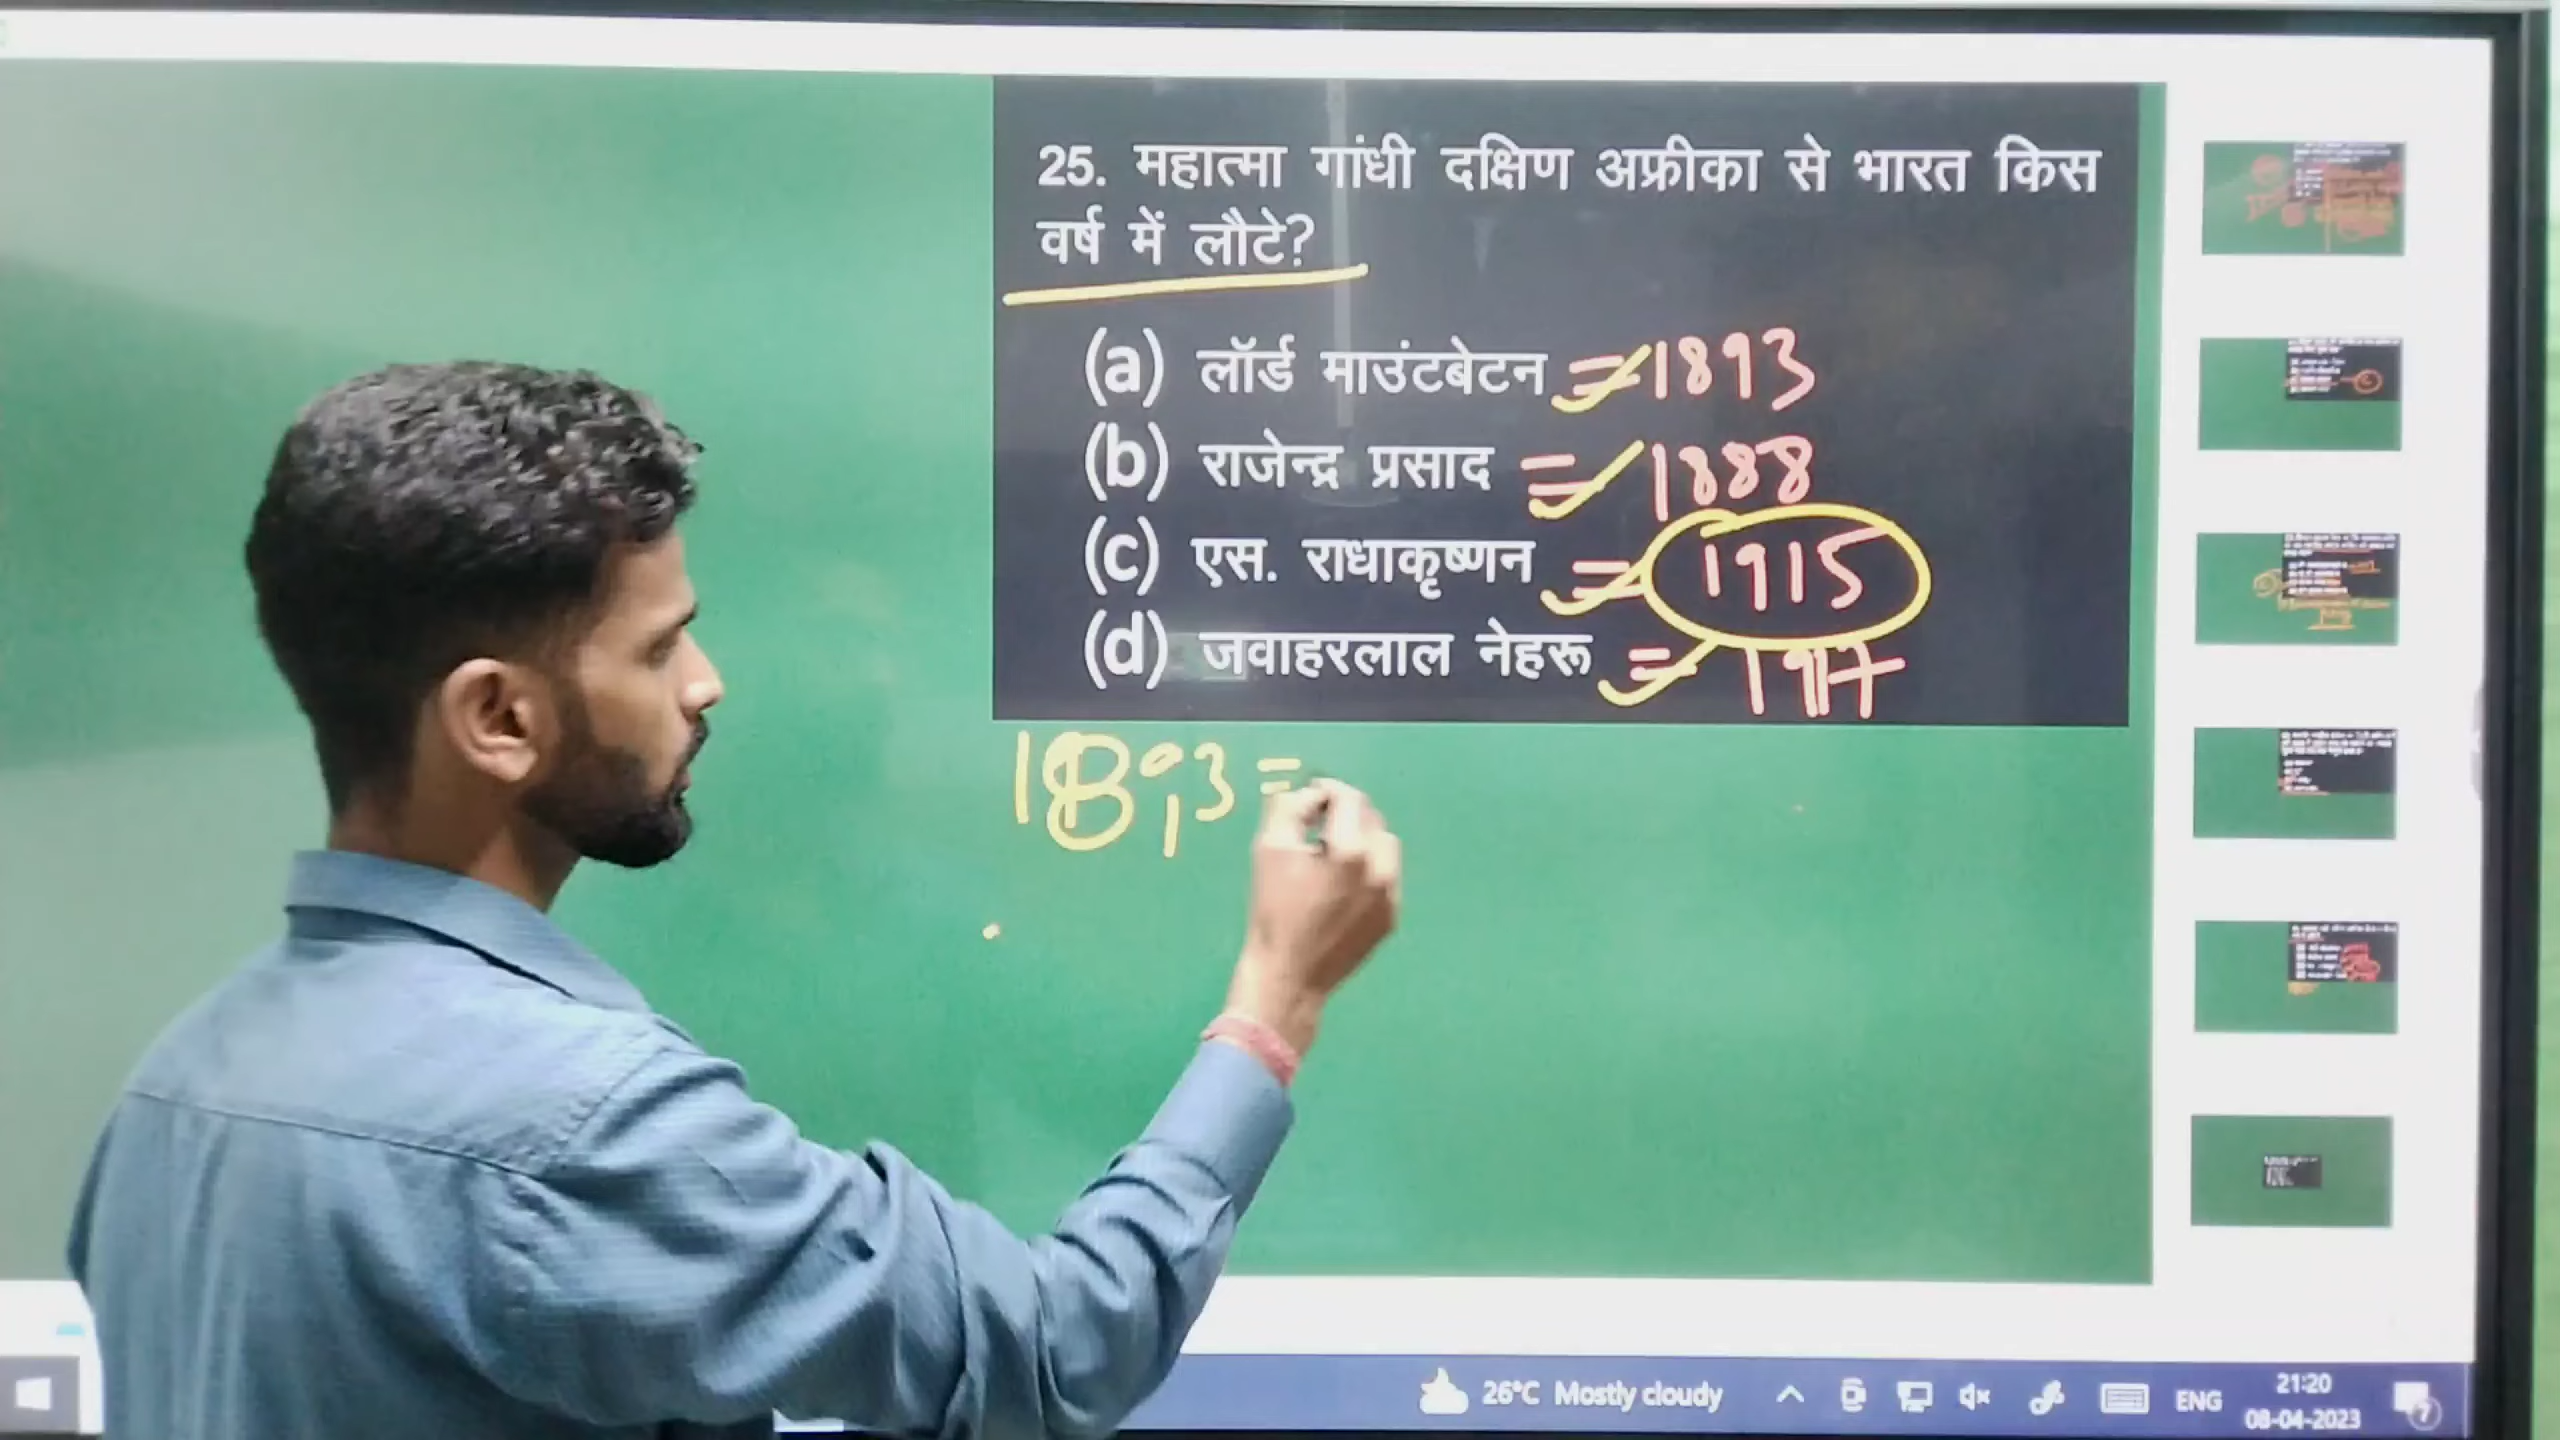 25. महात्मा गांधी दक्षिण अफ्रीका से भारत किस
वर्ष में लौटे?
(a) लॉर्ड माउंटबेटन = 1893
(b) राजेन्द्र प्रसाद = 1888
(c) एस. राधाकृष्णन = 1915
(d) जवाहरलाल नेहरू = 1917
1893 =
26°C Mostly cloudy
ENG
21:20
08-04-2023
7